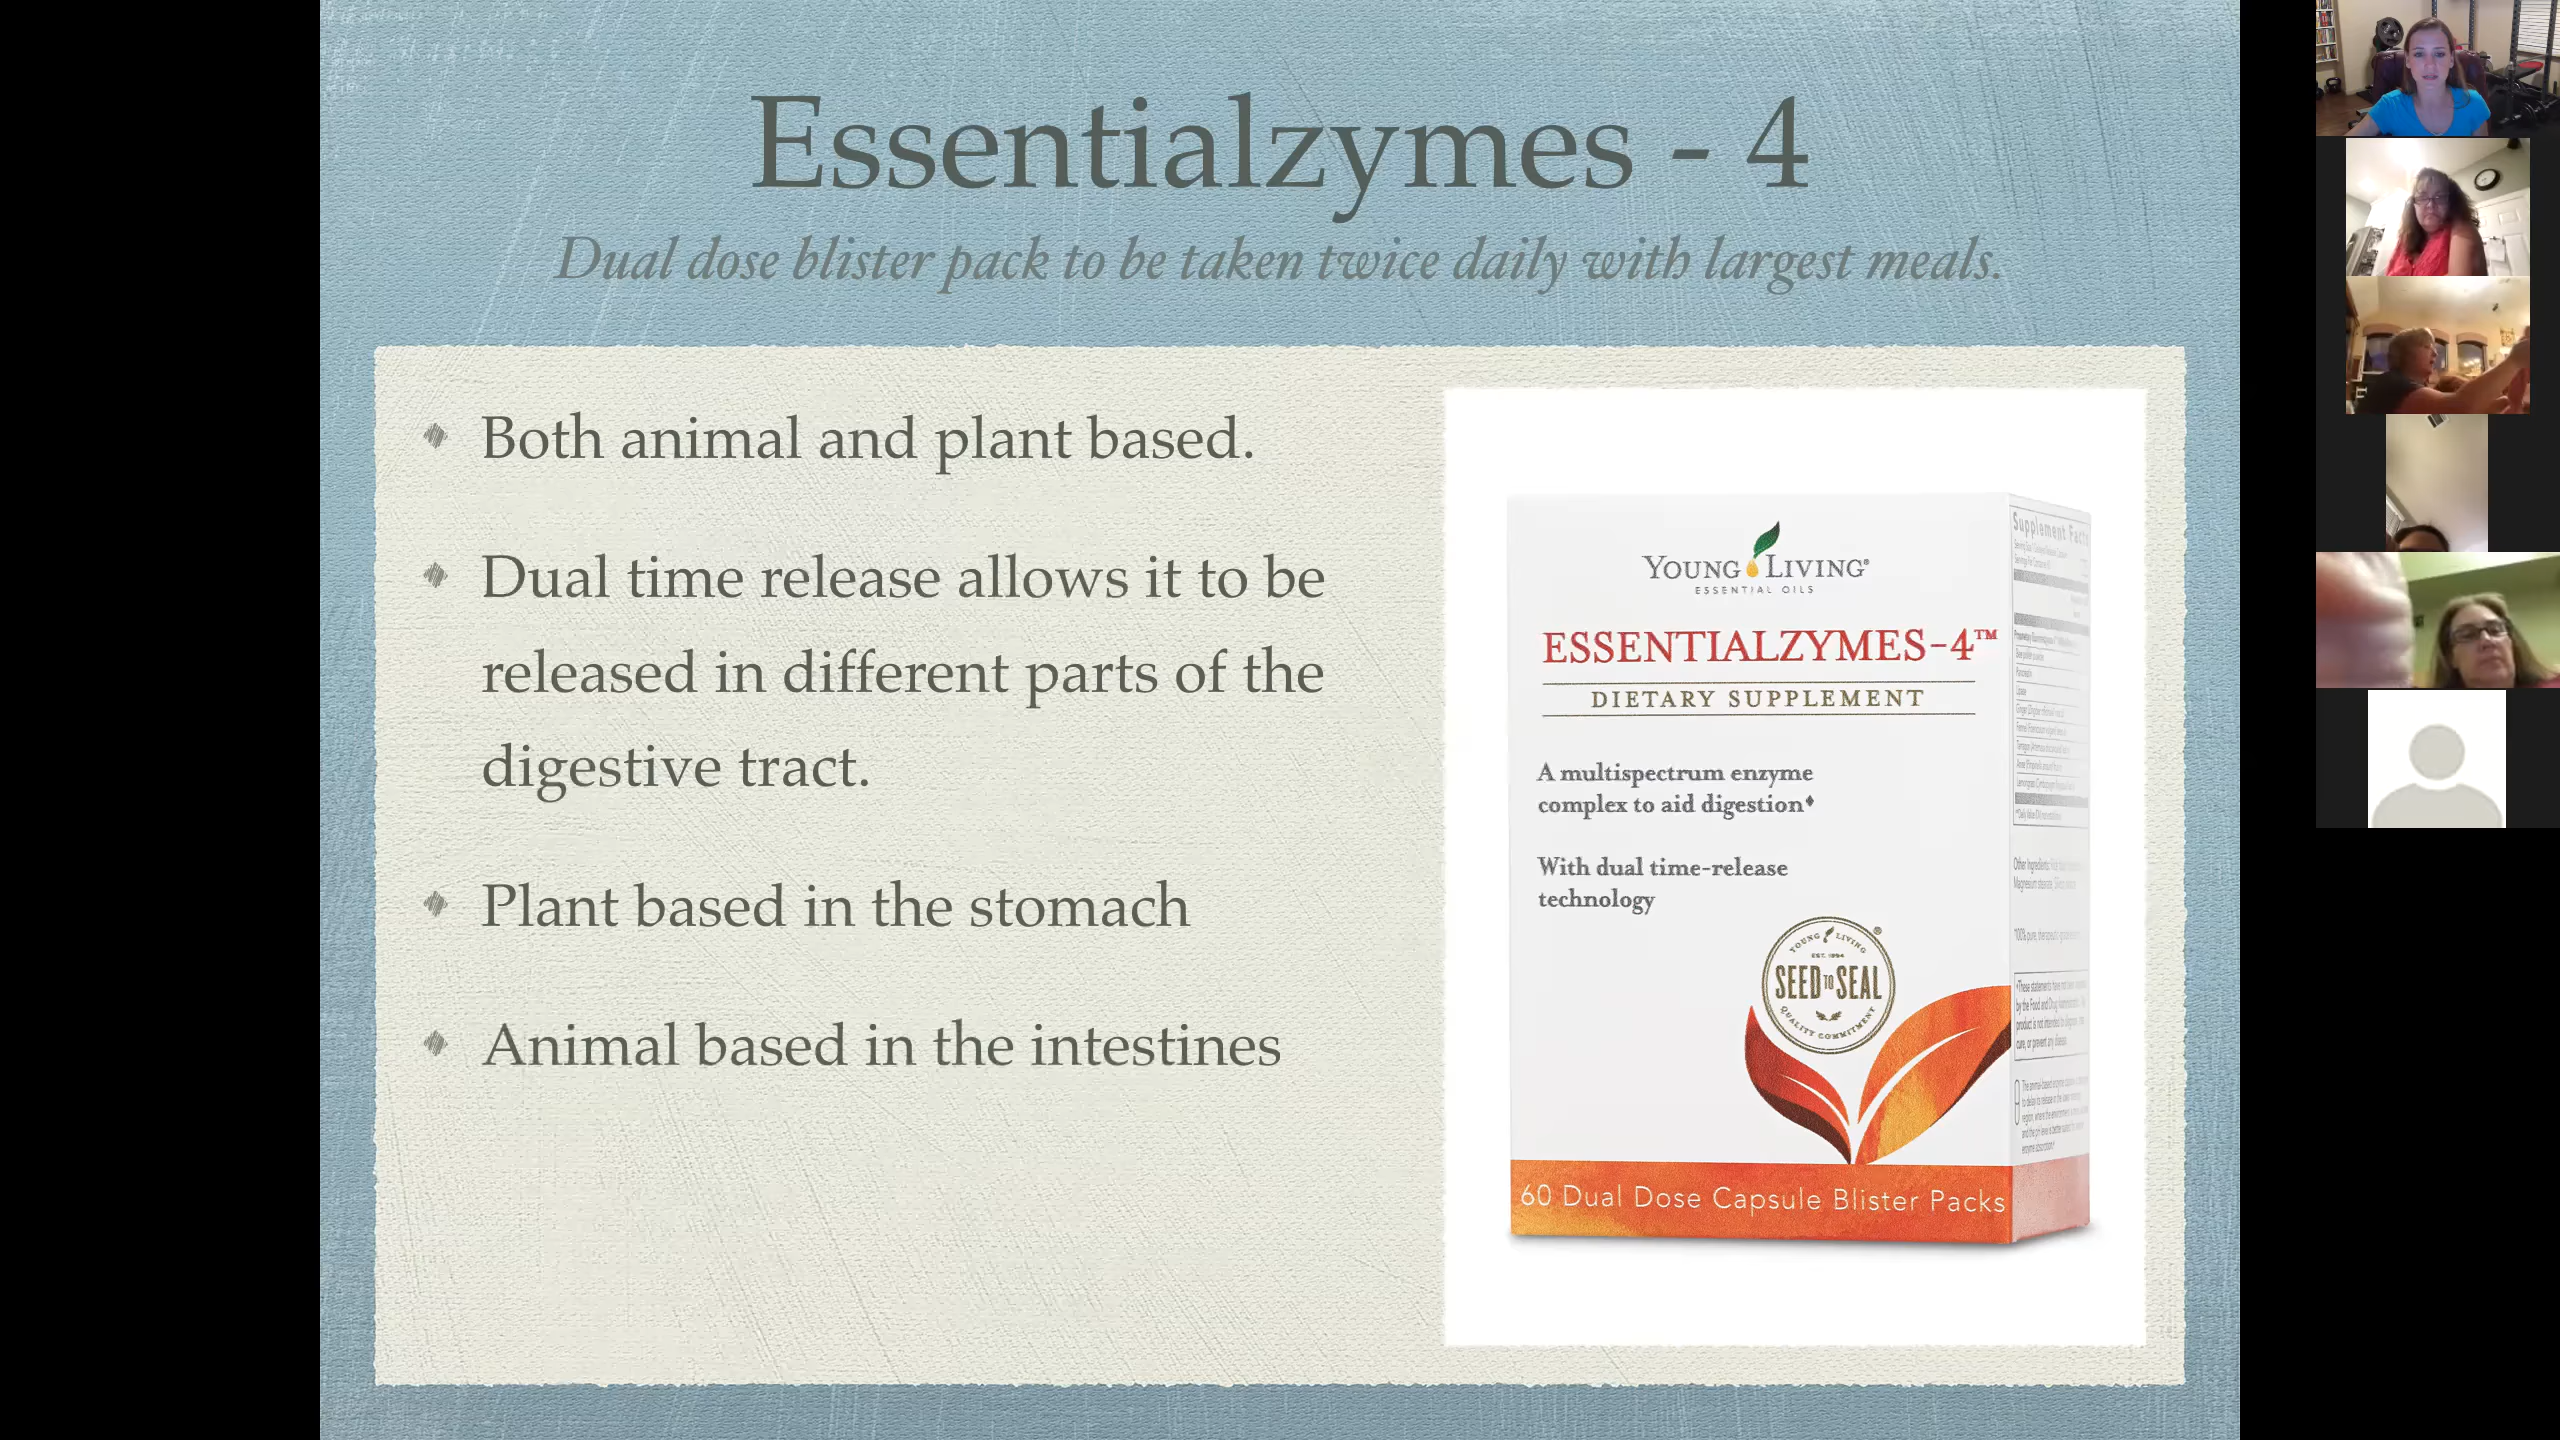 Essentialzymes - 4
Dual dose blister pack to be taken twice daily with largest meals.
Both animal and plant based.
Dual time release allows it to be
released in different parts of the
digestive tract.
Plant based in the stomach
Animal based in the intestines
YOUNG LIVING®
ESSENTIAL OILS
ESSENTIALZYMES-4™
DIETARY SUPPLEMENT
A multispectrum enzyme
complex to aid digestion♦
With dual time-release
technology
YOUNG LIVING ®
EST. 1994
SEED TO SEAL
QUALITY COMMITMENT
60 Dual Dose Capsule Blister Packs
Supplement Facts